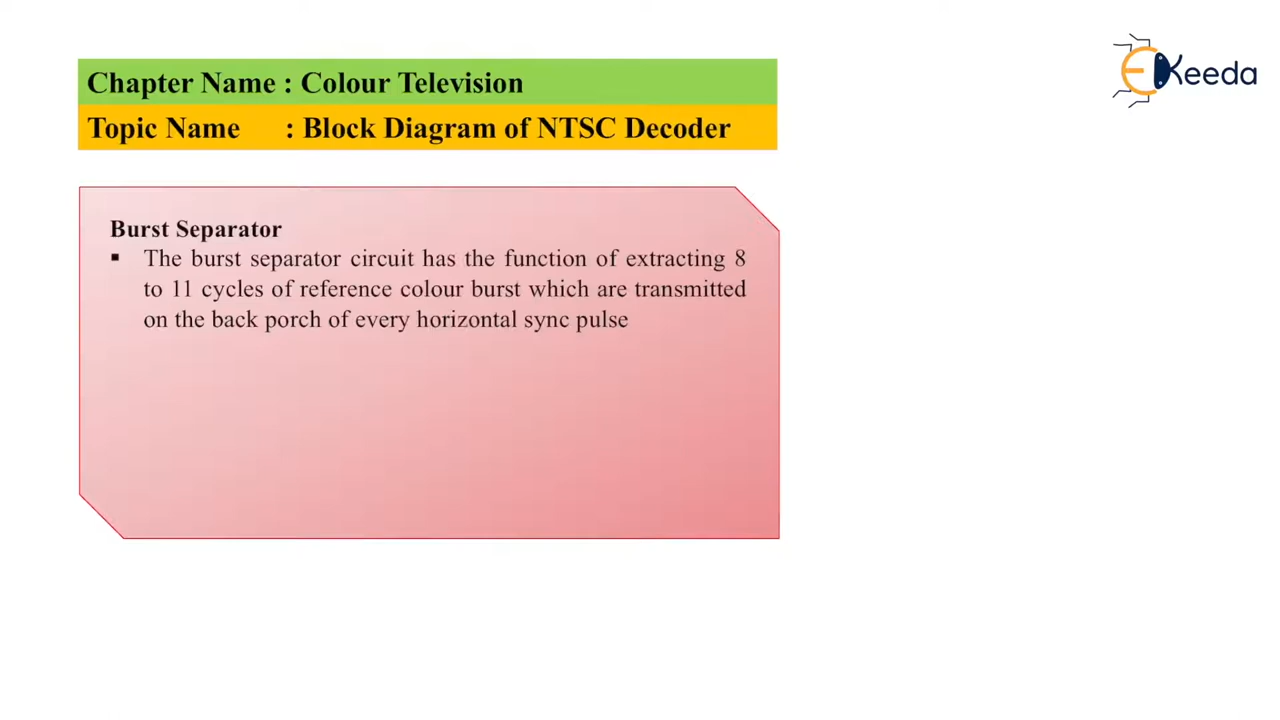 EKeeda
Chapter Name : Colour Television
Topic Name : Block Diagram of NTSC Decoder
Burst Separator
▪ The burst separator circuit has the function of extracting 8
to 11 cycles of reference colour burst which are transmitted
on the back porch of every horizontal sync pulse